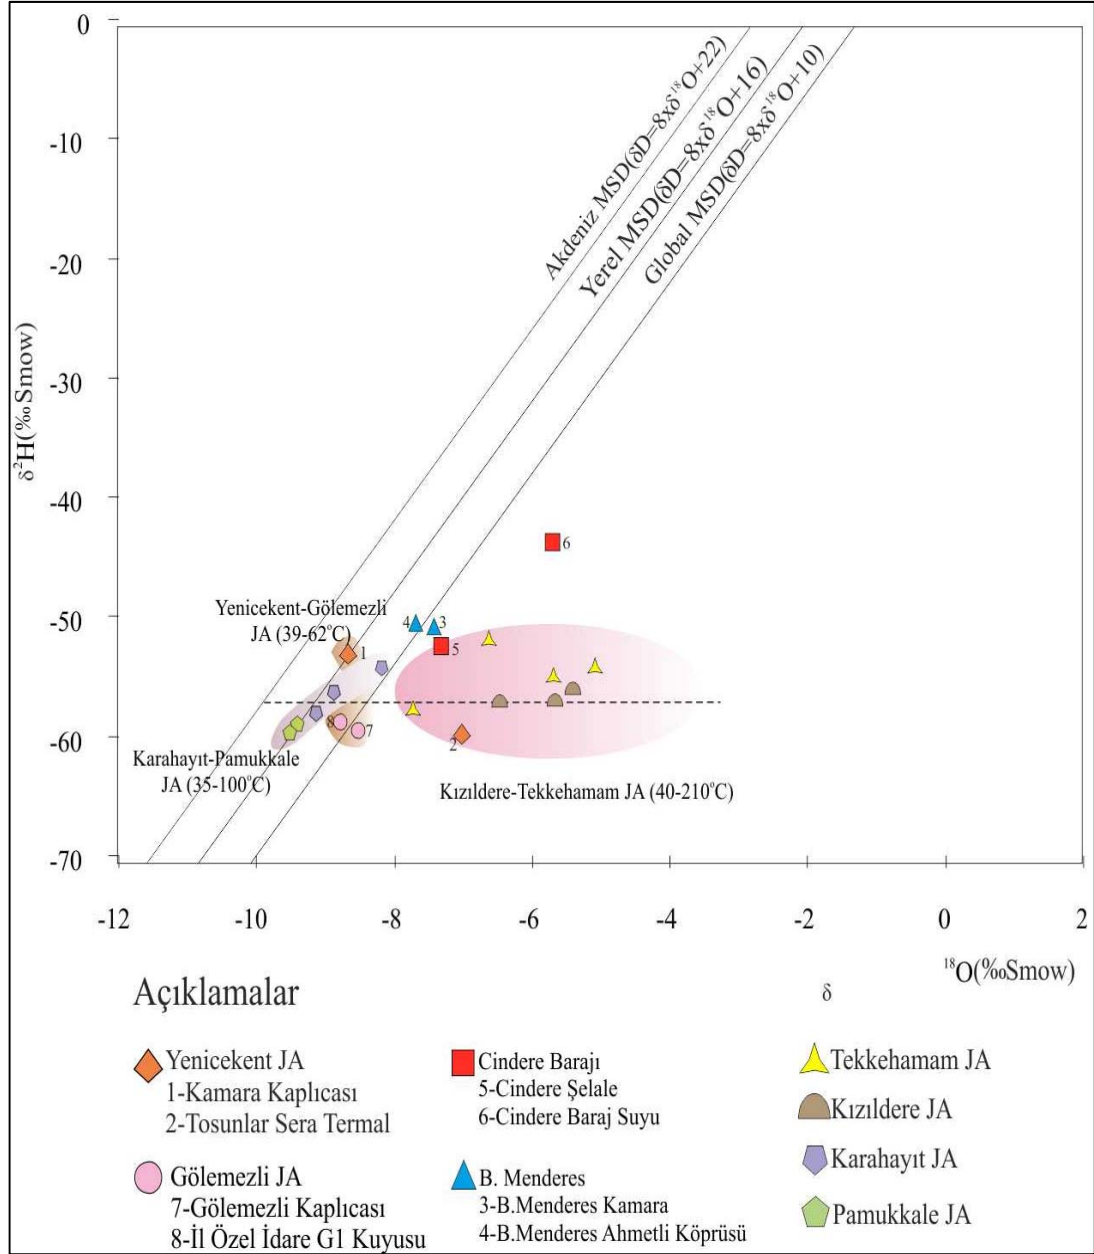 0
-10
-20
-30
-40
-50
-60
-70
δ²H(‰Smow)
Akdeniz MSD(δD=8xδ¹⁸O+22)
Yerel MSD(δD=8xδ¹⁸O+16)
Global MSD(δD=8xδ¹⁸O+10)
6
Yenicekent-Gölemezli
JA (39-62°C)
4
3
1
5
8
7
2
Karahayıt-Pamukkale
JA (35-100°C)
Kızıldere-Tekkehamam JA (40-210°C)
-12
-10
-8
-6
-4
-2
0
2
¹⁸O(‰Smow)
δ
Açıklamalar
Yenicekent JA
1-Kamara Kaplıcası
2-Tosunlar Sera Termal
Gölemezli JA
7-Gölemezli Kaplıcası
8-İl Özel İdare G1 Kuyusu
Cindere Barajı
5-Cindere Şelale
6-Cindere Baraj Suyu
B. Menderes
3-B.Menderes Kamara
4-B.Menderes Ahmetli Köprüsü
Tekkehamam JA
Kızıldere JA
Karahayıt JA
Pamukkale JA